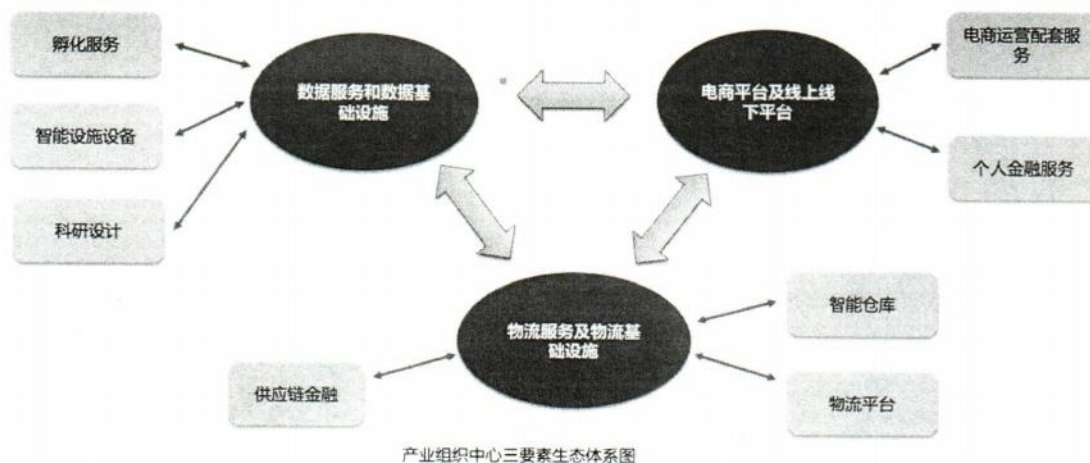 孵化服务
智能设施设备
科研设计
数据服务和数据基
础设施
电商平台及线上线
下平台
电商运营配套服
务
个人金融服务
物流服务及物流基
础设施
供应链金融
智能仓库
物流平台
产业组织中心三要素生态体系图